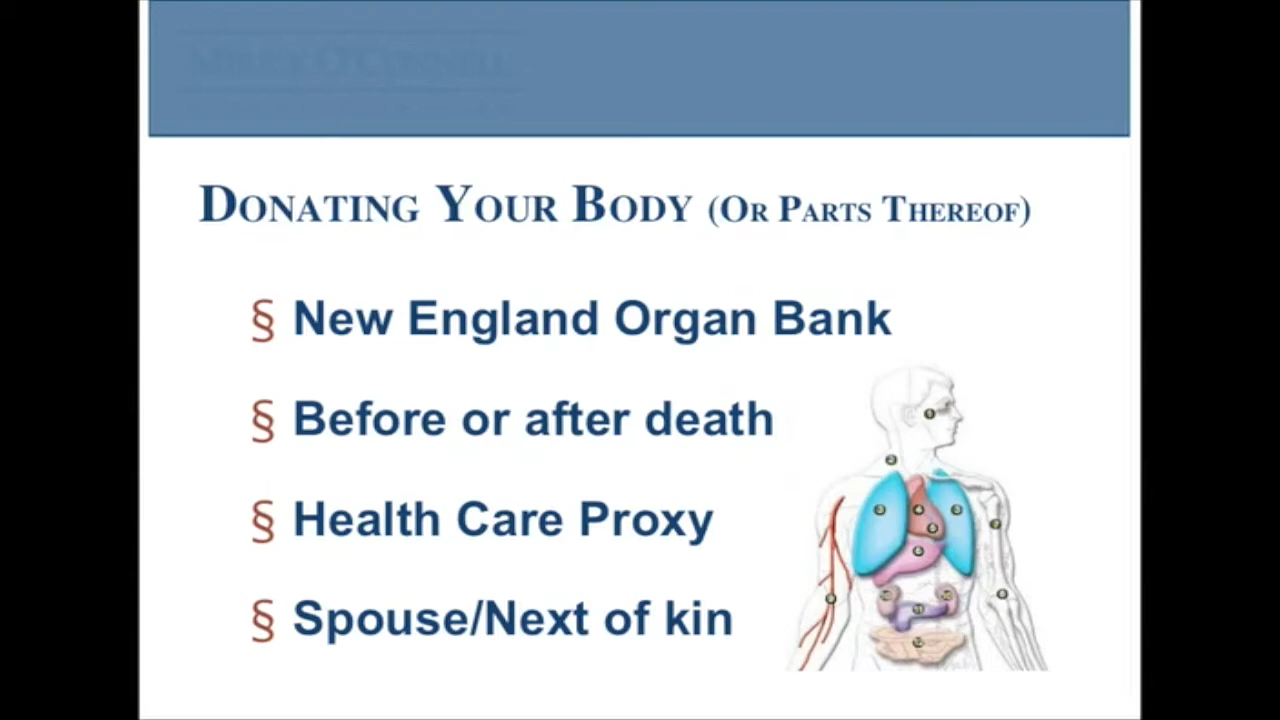 DONATING YOUR BODY (OR PARTS THEREOF)
§ New England Organ Bank
§ Before or after death
§ Health Care Proxy
§ Spouse/Next of kin